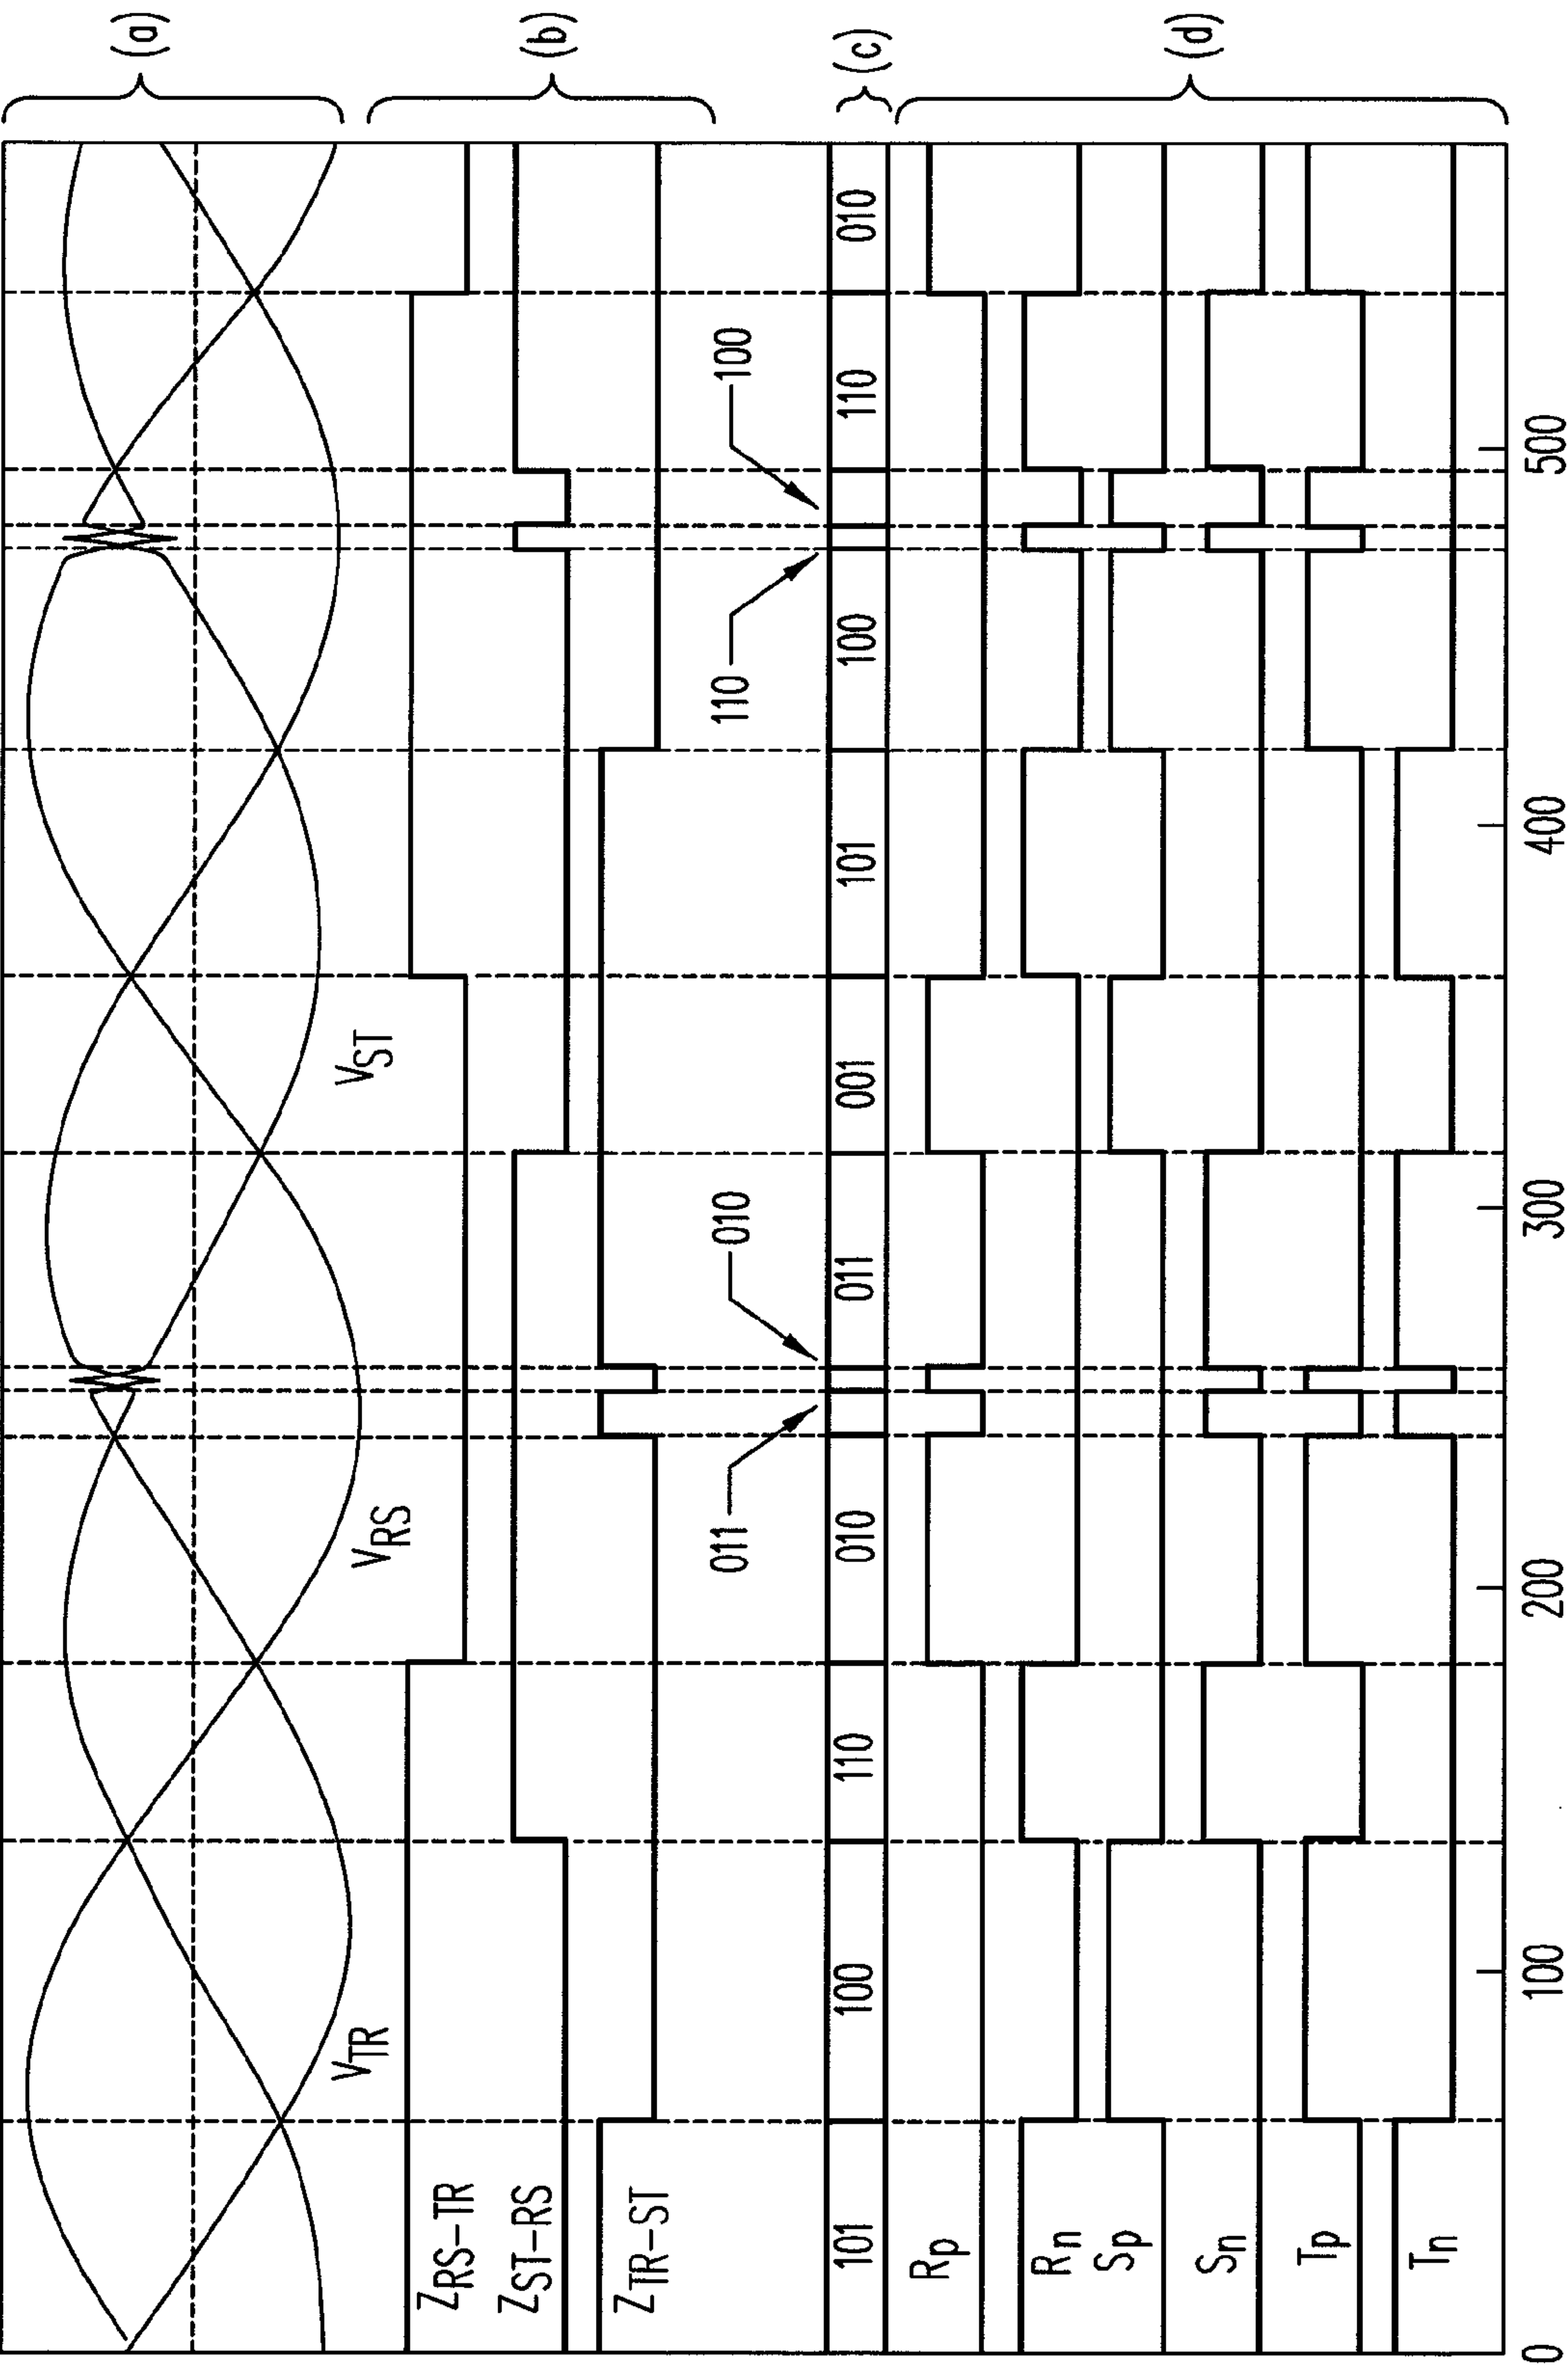 (a)
(b)
(c)
(d)
V_TR
V_RS
V_ST
Z_RS-TR
Z_ST-RS
Z_TR-ST
011
010
110
100
101 100 110 010 011 001 101 100 110 010
R_p
R_n
S_p
S_n
T_p
T_n
0 100 200 300 400 500